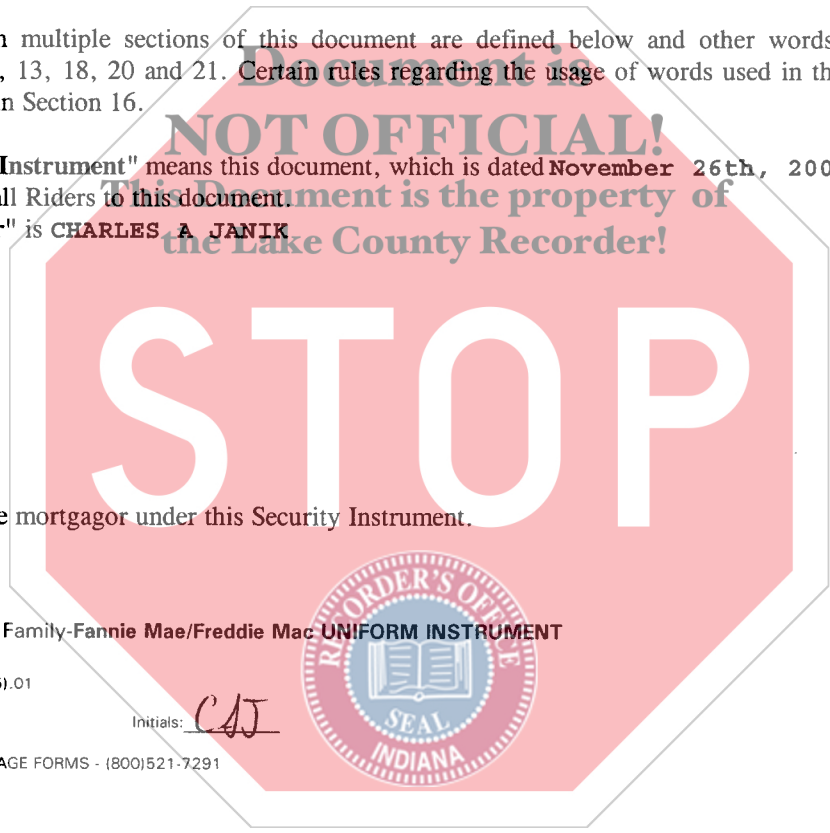 multiple sections of this document are defined below and other words
, 13, 18, 20 and 21. Certain rules regarding the usage of words used in
n Section 16.
Document is
NOT OFFICIAL!
Instrument" means this document, which is dated November 26th, 200
ll Riders to this document.
This Document is the property of
" is CHARLES A JANIK
the Lake County Recorder!
STOP
mortgagor under this Security Instrument.
RECORDER'S OFFICE
Family-Fannie Mae/Freddie Mac UNIFORM INSTRUMENT
).01
Initials: CAJ
SEAL
INDIANA
AGE FORMS - (800)521-7291